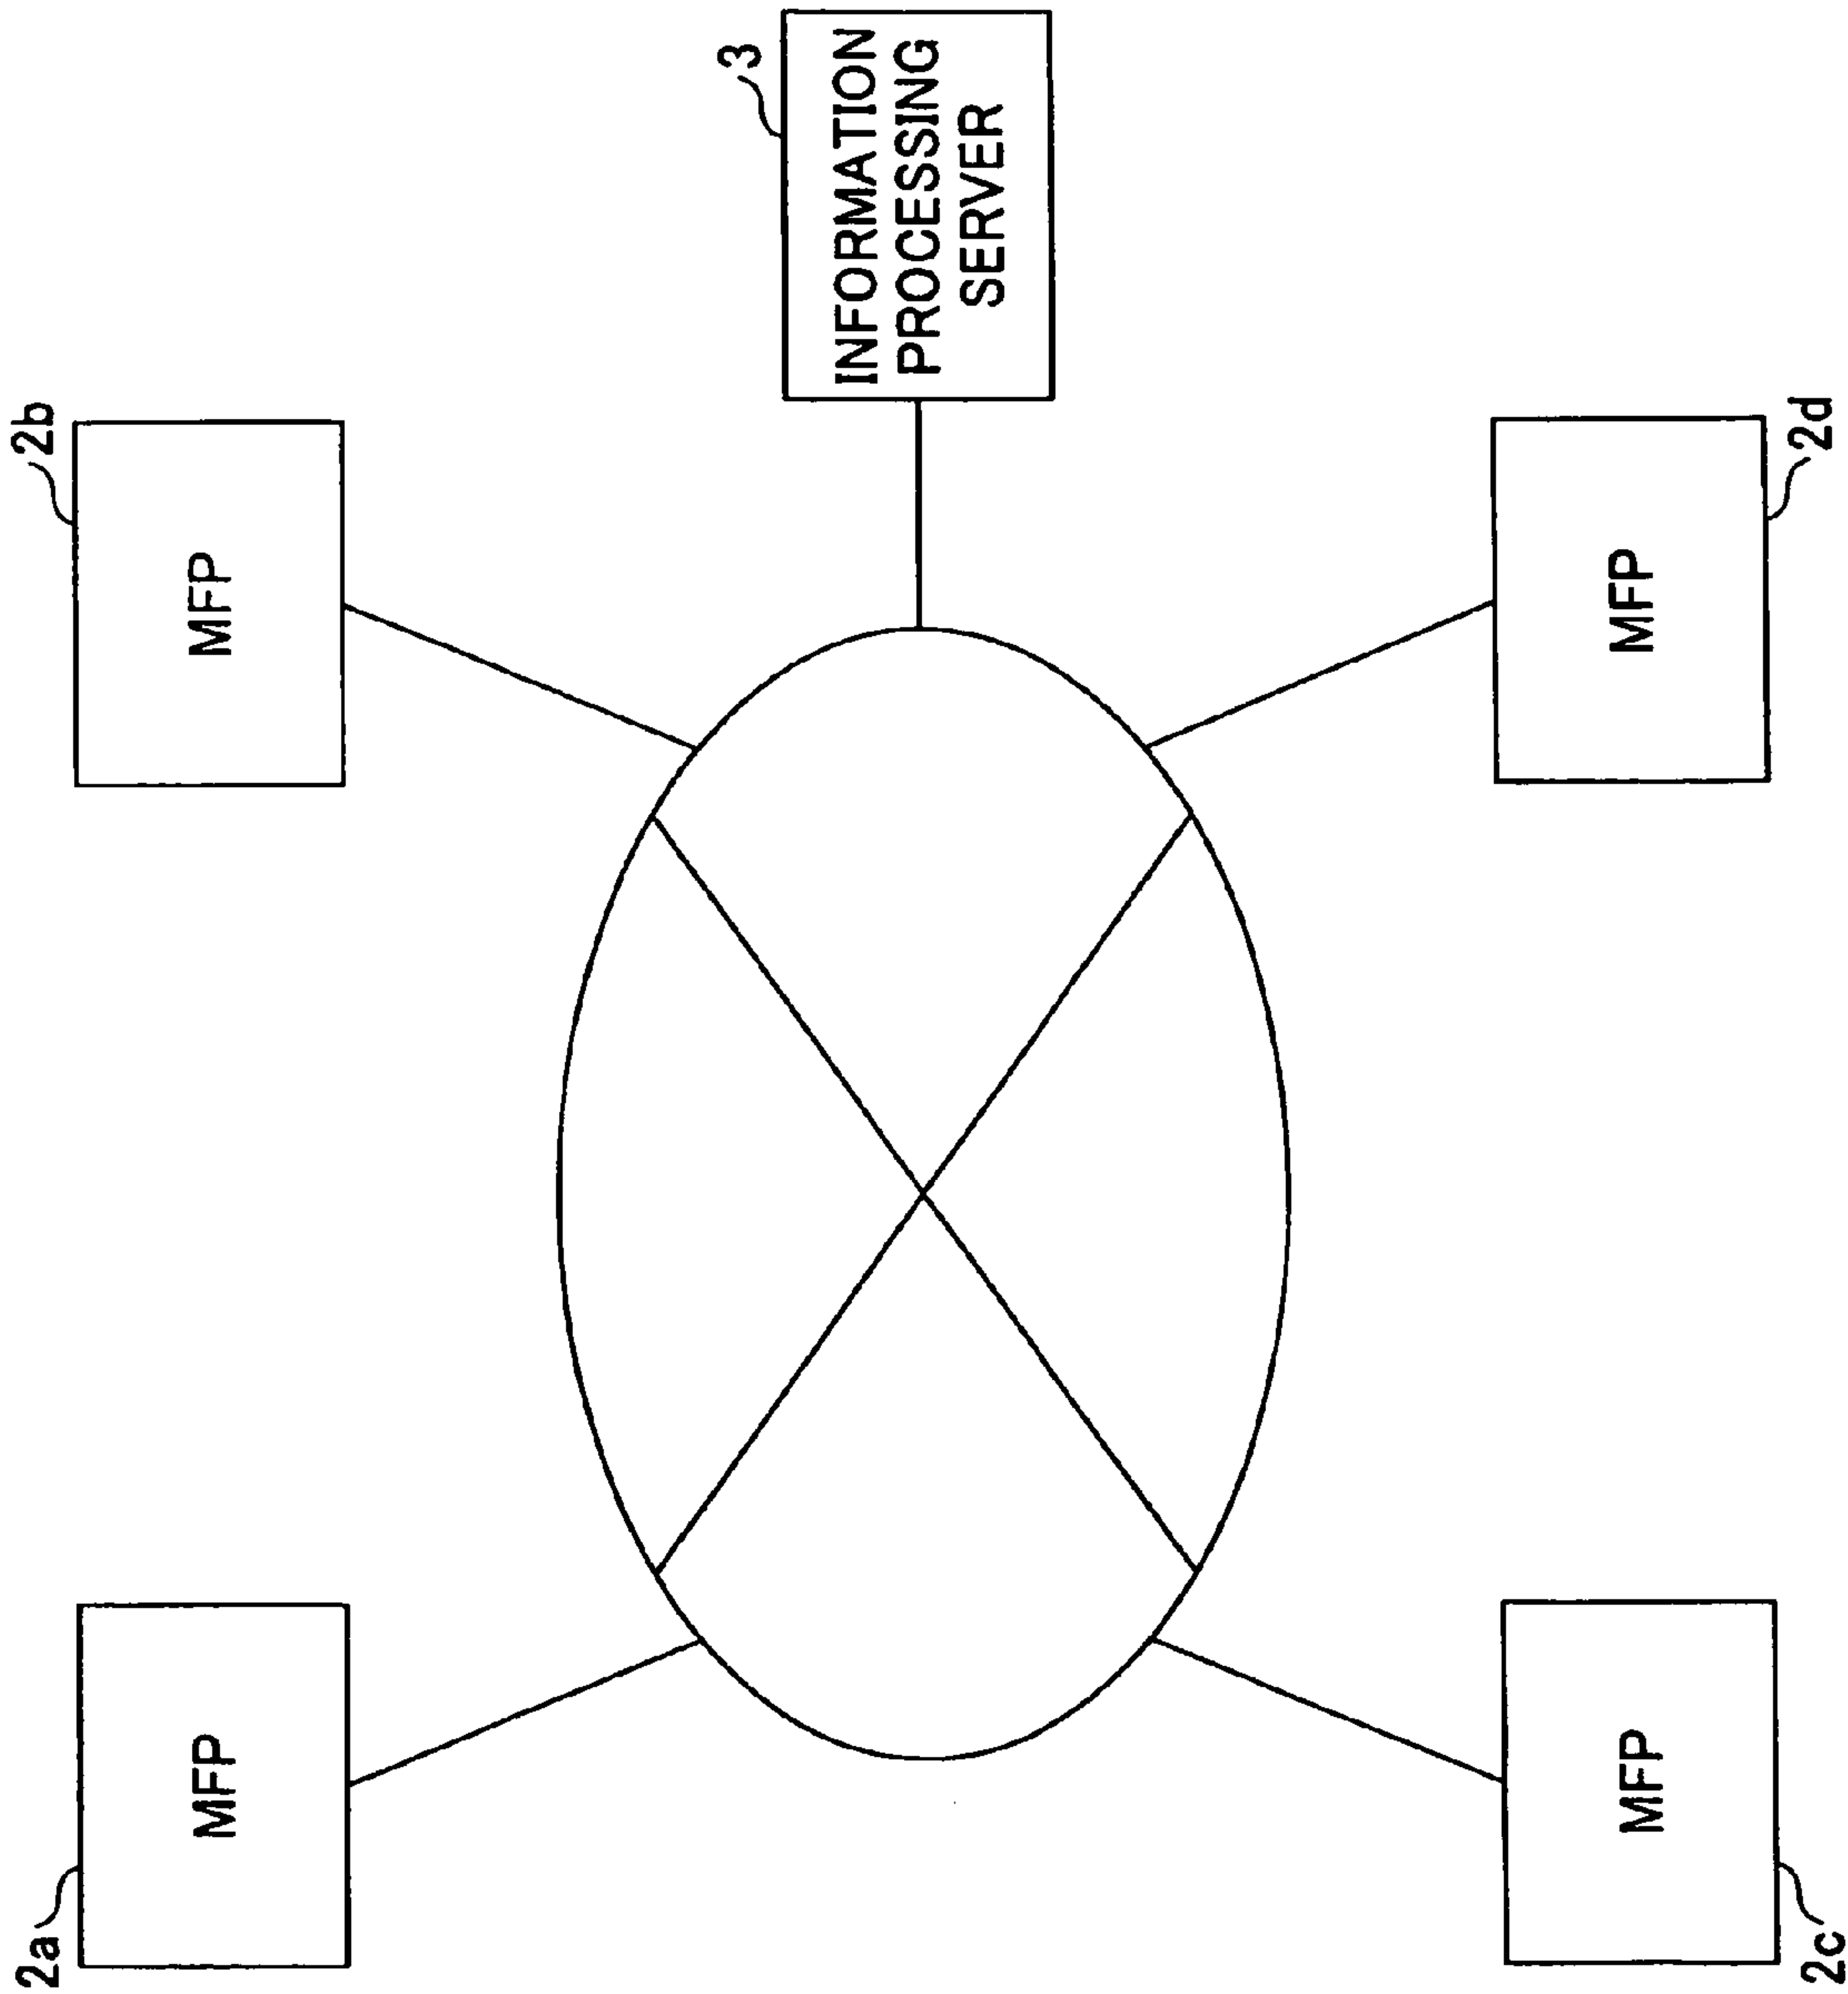 2a
MFP
2b
MFP
3
INFORMATION
PROCESSING
SERVER
2c
MFP
2d
MFP